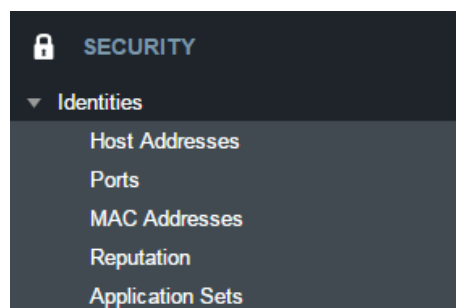 SECURITY
Identities
Host Addresses
Ports
MAC Addresses
Reputation
Application Sets